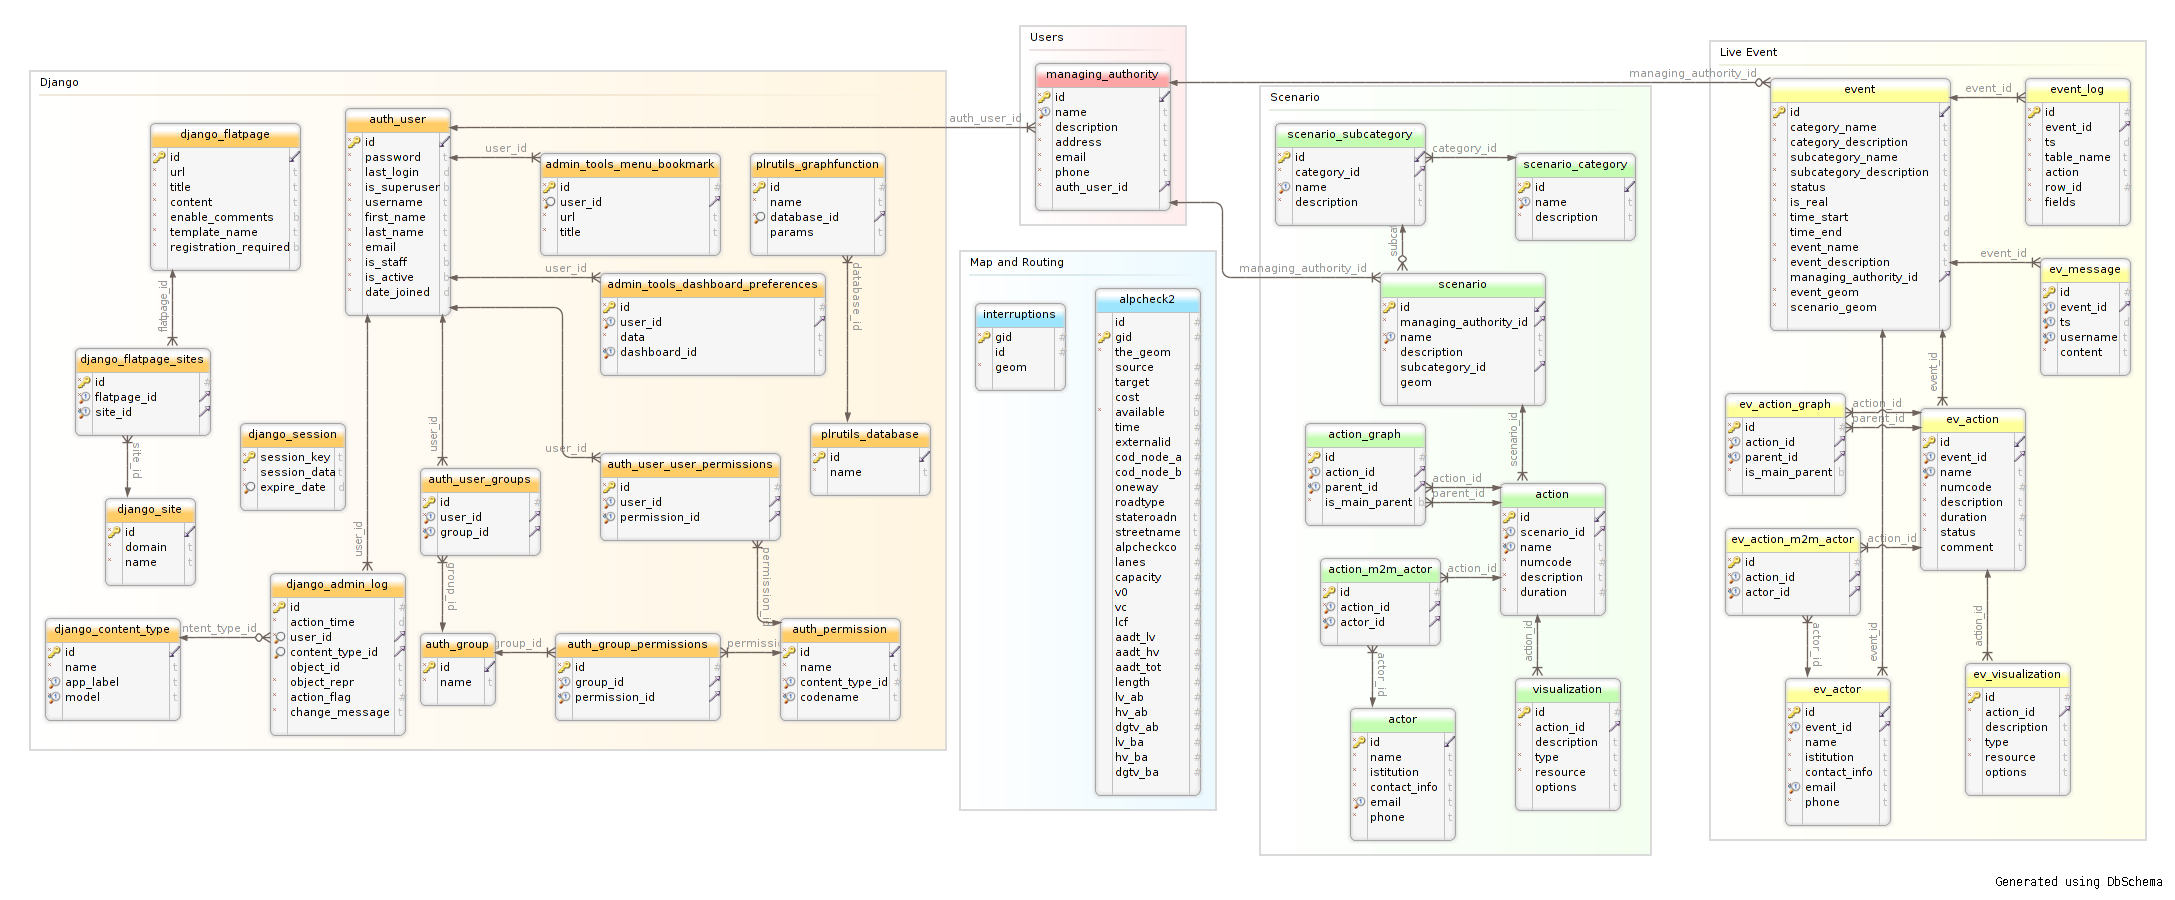 Users
managing_authority
id
name
description
address
email
phone
auth_user_id
Django
django_flatpage
id
url
title
content
enable_comments
template_name
registration_required
auth_user
id
password
last_login
is_superuser
username
first_name
last_name
email
is_staff
is_active
date_joined
admin_tools_menu_bookmark
id
user_id
url
title
plrutils_graphfunction
id
name
database_id
params
admin_tools_dashboard_preferences
id
user_id
data
dashboard_id
django_flatpage_sites
id
flatpage_id
site_id
django_session
session_key
session_data
expire_date
django_site
id
domain
name
auth_user_groups
id
user_id
group_id
auth_user_user_permissions
id
user_id
permission_id
plrutils_database
id
name
django_admin_log
id
action_time
user_id
content_type_id
object_id
object_repr
action_flag
change_message
django_content_type
id
name
app_label
model
auth_group
id
name
auth_group_permissions
id
group_id
permission_id
auth_permission
id
name
content_type_id
codename
auth_user_id
user_id
user_id
user_id
user_id
user_id
flatpage_id
site_id
database_id
group_id
permission_id
ntent_type_id
group_id
permissi
Map and Routing
interruptions
gid
id
geom
alpcheck2
id
gid
the_geom
source
target
cost
available
time
externalid
cod_node_a
cod_node_b
oneway
roadtype
stateroadn
streetname
alpcheckco
lanes
capacity
v0
vc
lcf
aadt_lv
aadt_hv
aadt_tot
length
lv_ab
hv_ab
dgtv_ab
lv_ba
hv_ba
dgtv_ba
Scenario
scenario_subcategory
id
category_id
name
description
category_id
scenario_category
id
name
description
subcat
managing_authority_id
scenario
id
managing_authority_id
name
description
subcategory_id
geom
scenario_id
action_graph
id
action_id
parent_id
is_main_parent
action_id
parent_id
action
id
scenario_id
name
numcode
description
duration
action_m2m_actor
id
action_id
actor_id
action_id
actor_id
action_id
actor
id
name
istitution
contact_info
email
phone
visualization
id
action_id
description
type
resource
options
Live Event
managing_authority_id
event
id
category_name
category_description
subcategory_name
subcategory_description
status
is_real
time_start
time_end
event_name
event_description
managing_authority_id
event_geom
scenario_geom
event_id
event_log
id
event_id
ts
table_name
action
row_id
fields
event_id
ev_message
id
event_id
ts
username
content
event_id
ev_action_graph
id
action_id
parent_id
is_main_parent
action_id
parent_id
ev_action
id
event_id
name
numcode
description
duration
status
comment
ev_action_m2m_actor
id
action_id
actor_id
action_id
actor_id
event_id
action_id
ev_actor
id
event_id
name
istitution
contact_info
email
phone
ev_visualization
id
action_id
description
type
resource
options
Generated using DbSchema